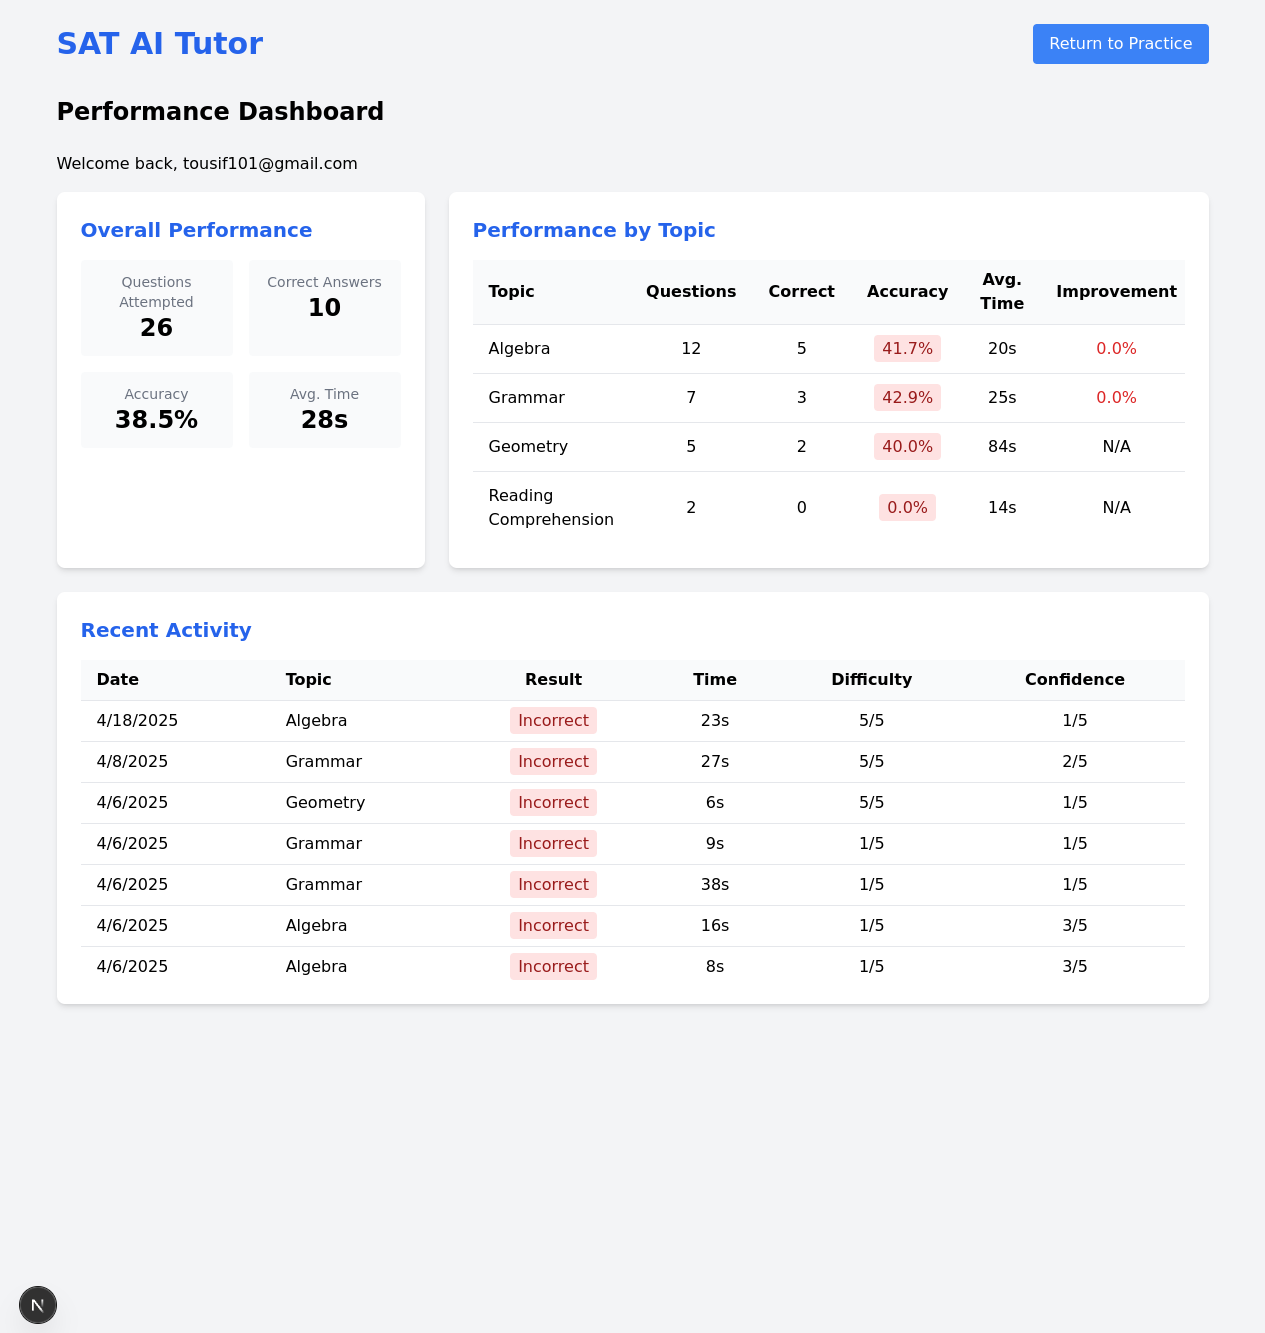 SAT AI Tutor
Return to Practice
Performance Dashboard
Welcome back, tousif101@gmail.com
Overall Performance
Questions
Attempted
26
Correct Answers
10
Accuracy
38.5%
Avg. Time
28s
Performance by Topic
Topic Questions Correct Accuracy Avg. Time Improvement
Algebra 12 5 41.7% 20s 0.0%
Grammar 7 3 42.9% 25s 0.0%
Geometry 5 2 40.0% 84s N/A
Reading
Comprehension 2 0 0.0% 14s N/A
Recent Activity
Date Topic Result Time Difficulty Confidence
4/18/2025 Algebra Incorrect 23s 5/5 1/5
4/8/2025 Grammar Incorrect 27s 5/5 2/5
4/6/2025 Geometry Incorrect 6s 5/5 1/5
4/6/2025 Grammar Incorrect 9s 1/5 1/5
4/6/2025 Grammar Incorrect 38s 1/5 1/5
4/6/2025 Algebra Incorrect 16s 1/5 3/5
4/6/2025 Algebra Incorrect 8s 1/5 3/5
N